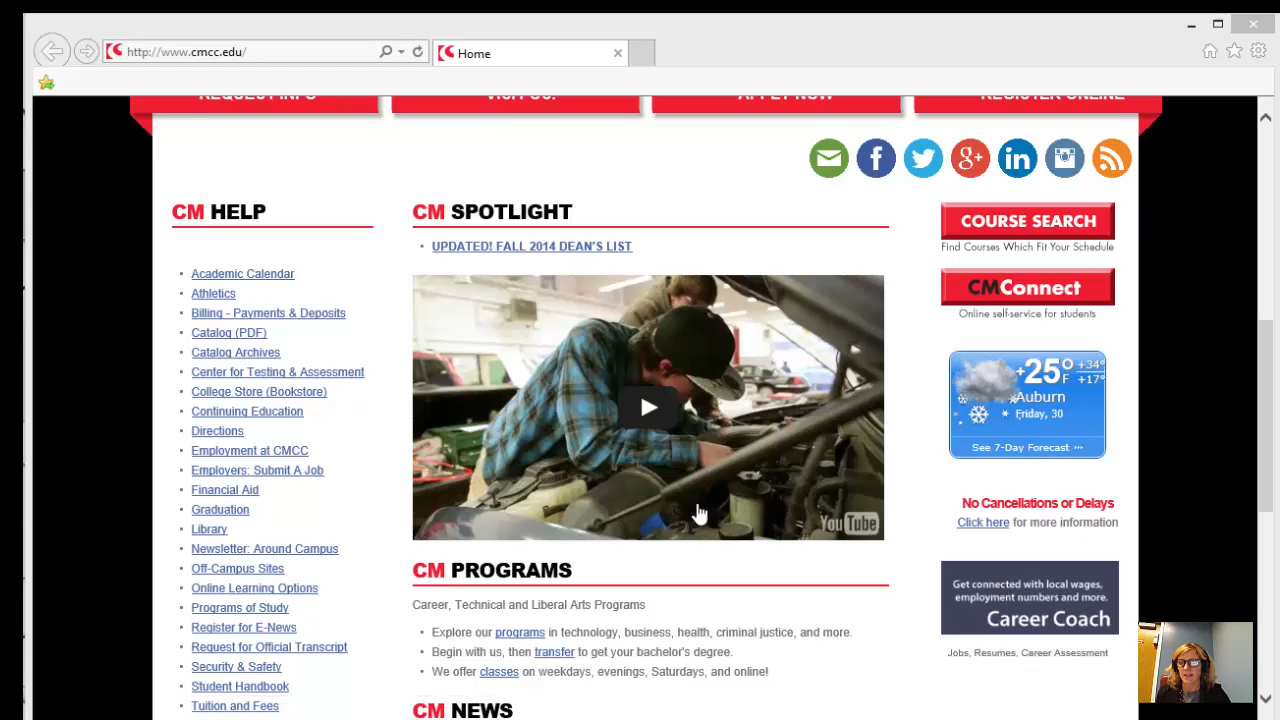 http://www.cmcc.edu/
Home
REQUEST INFO
VISIT US!
APPLY NOW
REGISTER ONLINE
CM HELP
Academic Calendar
Athletics
Billing - Payments & Deposits
Catalog (PDF)
Catalog Archives
Center for Testing & Assessment
College Store (Bookstore)
Continuing Education
Directions
Employment at CMCC
Employers: Submit A Job
Financial Aid
Graduation
Library
Newsletter: Around Campus
Off-Campus Sites
Online Learning Options
Programs of Study
Register for E-News
Request for Official Transcript
Security & Safety
Student Handbook
Tuition and Fees
CM SPOTLIGHT
UPDATED! FALL 2014 DEAN'S LIST
YouTube
CM PROGRAMS
Career, Technical and Liberal Arts Programs
Explore our programs in technology, business, health, criminal justice, and more.
Begin with us, then transfer to get your bachelor's degree.
We offer classes on weekdays, evenings, Saturdays, and online!
CM NEWS
COURSE SEARCH
Find Courses Which Fit Your Schedule
CMConnect
Online self-service for students
+25°F +34° +17°
Auburn
Friday, 30
See 7-Day Forecast
No Cancellations or Delays
Click here for more information
Get connected with local wages,
employment numbers and more.
Career Coach
Jobs, Resumes, Career Assessment